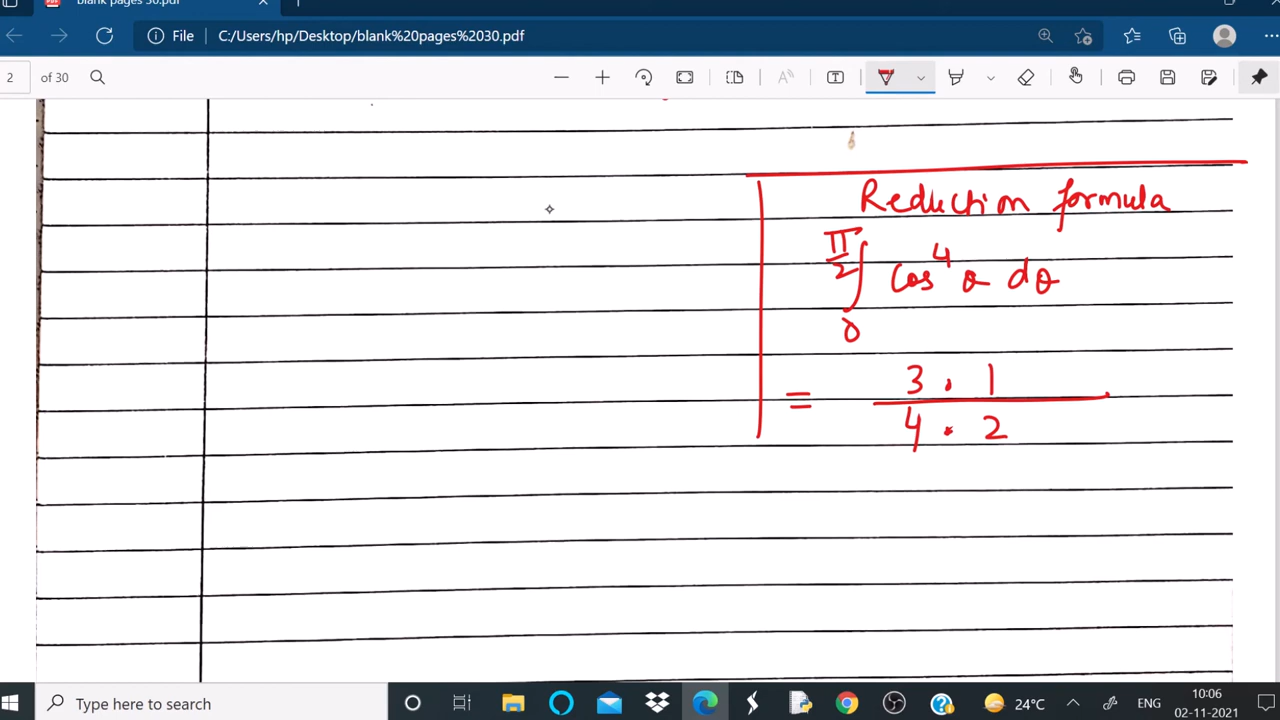 blank pages 30.pdf
File C:/Users/hp/Desktop/blank%20pages%2030.pdf
2 of 30
Reduction formula
π/2 ∫ cos⁴ θ dθ
0
= 3 . 1
4 . 2
Type here to search
24°C ENG 10:06
02-11-2021